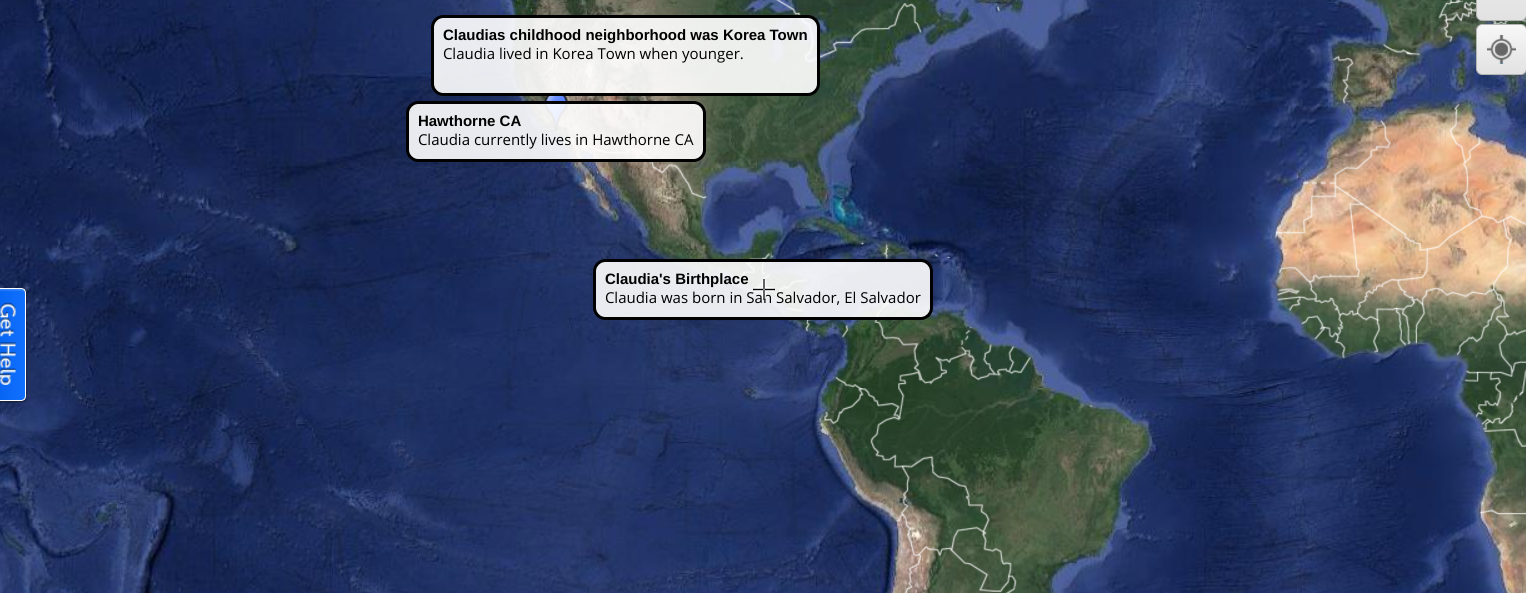 Claudias childhood neighborhood was Korea Town
Claudia lived in Korea Town when younger.
Hawthorne CA
Claudia currently lives in Hawthorne CA
Claudia's Birthplace
Claudia was born in San Salvador, El Salvador
Get Help